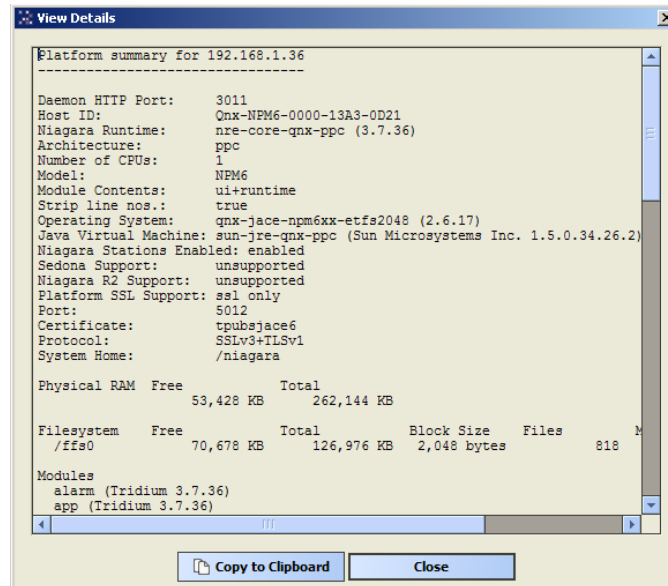 View Details
Platform summary for 192.168.1.36
---------------------------------
Daemon HTTP Port: 3011
Host ID: Qnx-NPM6-0000-13A3-0D21
Niagara Runtime: nre-core-qnx-ppc (3.7.36)
Architecture: ppc
Number of CPUs: 1
Model: NPM6
Module Contents: ui+runtime
Strip line nos.: true
Operating System: qnx-jace-npm6xx-etfs2048 (2.6.17)
Java Virtual Machine: sun-jre-qnx-ppc (Sun Microsystems Inc. 1.5.0.34.26.2)
Niagara Stations Enabled: enabled
Sedona Support: unsupported
Niagara R2 Support: unsupported
Platform SSL Support: ssl only
Port: 5012
Certificate: tpubsjace6
Protocol: SSLv3+TLSv1
System Home: /niagara
Physical RAM Free Total
53,428 KB 262,144 KB
Filesystem Free Total Block Size Files M
/ffs0 70,678 KB 126,976 KB 2,048 bytes 818
Modules
alarm (Tridium 3.7.36)
app (Tridium 3.7.36)
Copy to Clipboard Close